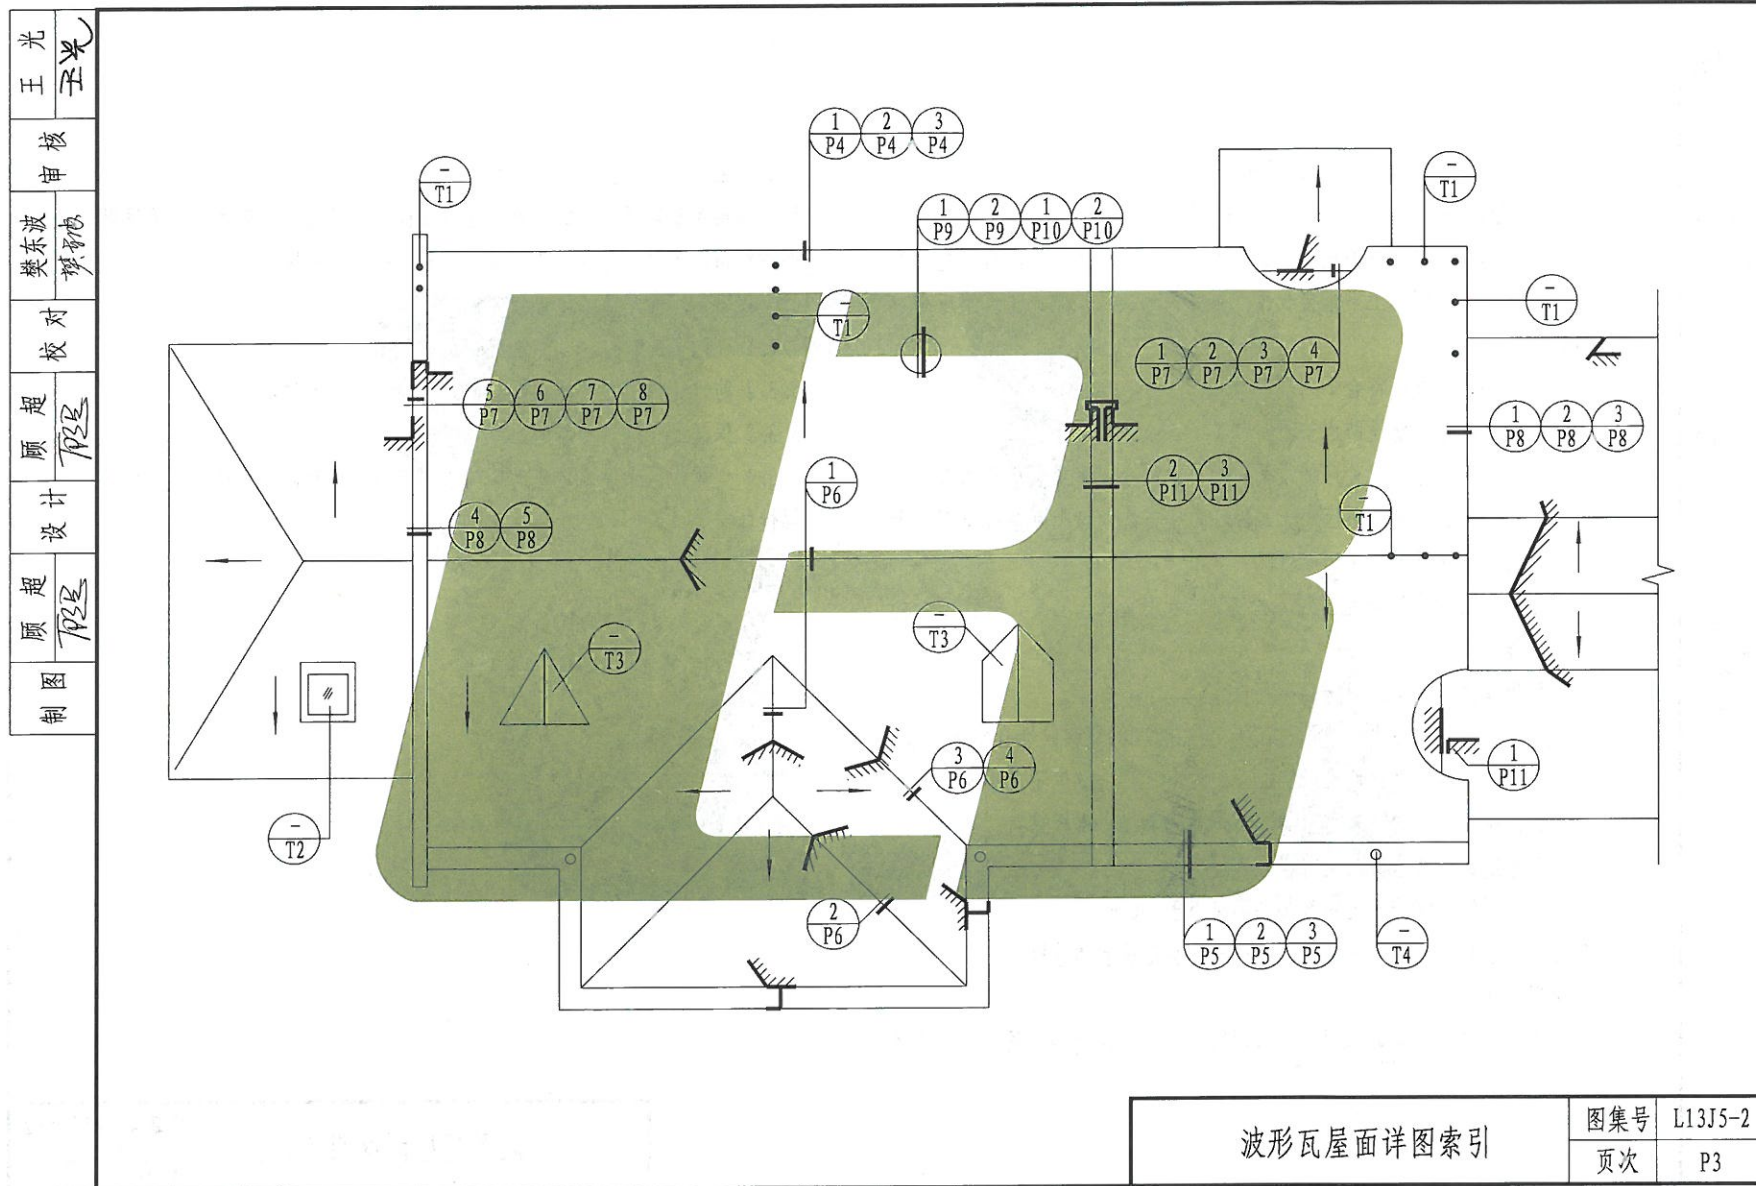 王光
审核
樊东波
校对
顾超
设计
顾超
制图
1 2 3
P4 P4 P4
-
T1
-
T1
1 2 1 2
P9 P9 P10 P10
-
T1
-
T1
1 2 3 4
P7 P7 P7 P7
5 6 7 8
P7 P7 P7 P7
1 2 3
P8 P8 P8
1
P6
2 3
P11 P11
-
T1
4 5
P8 P8
-
T3
-
T3
3 4
P6 P6
1
P11
-
T2
2
P6
1 2 3
P5 P5 P5
-
T4
波形瓦屋面详图索引
图集号 L13J5-2
页次 P3